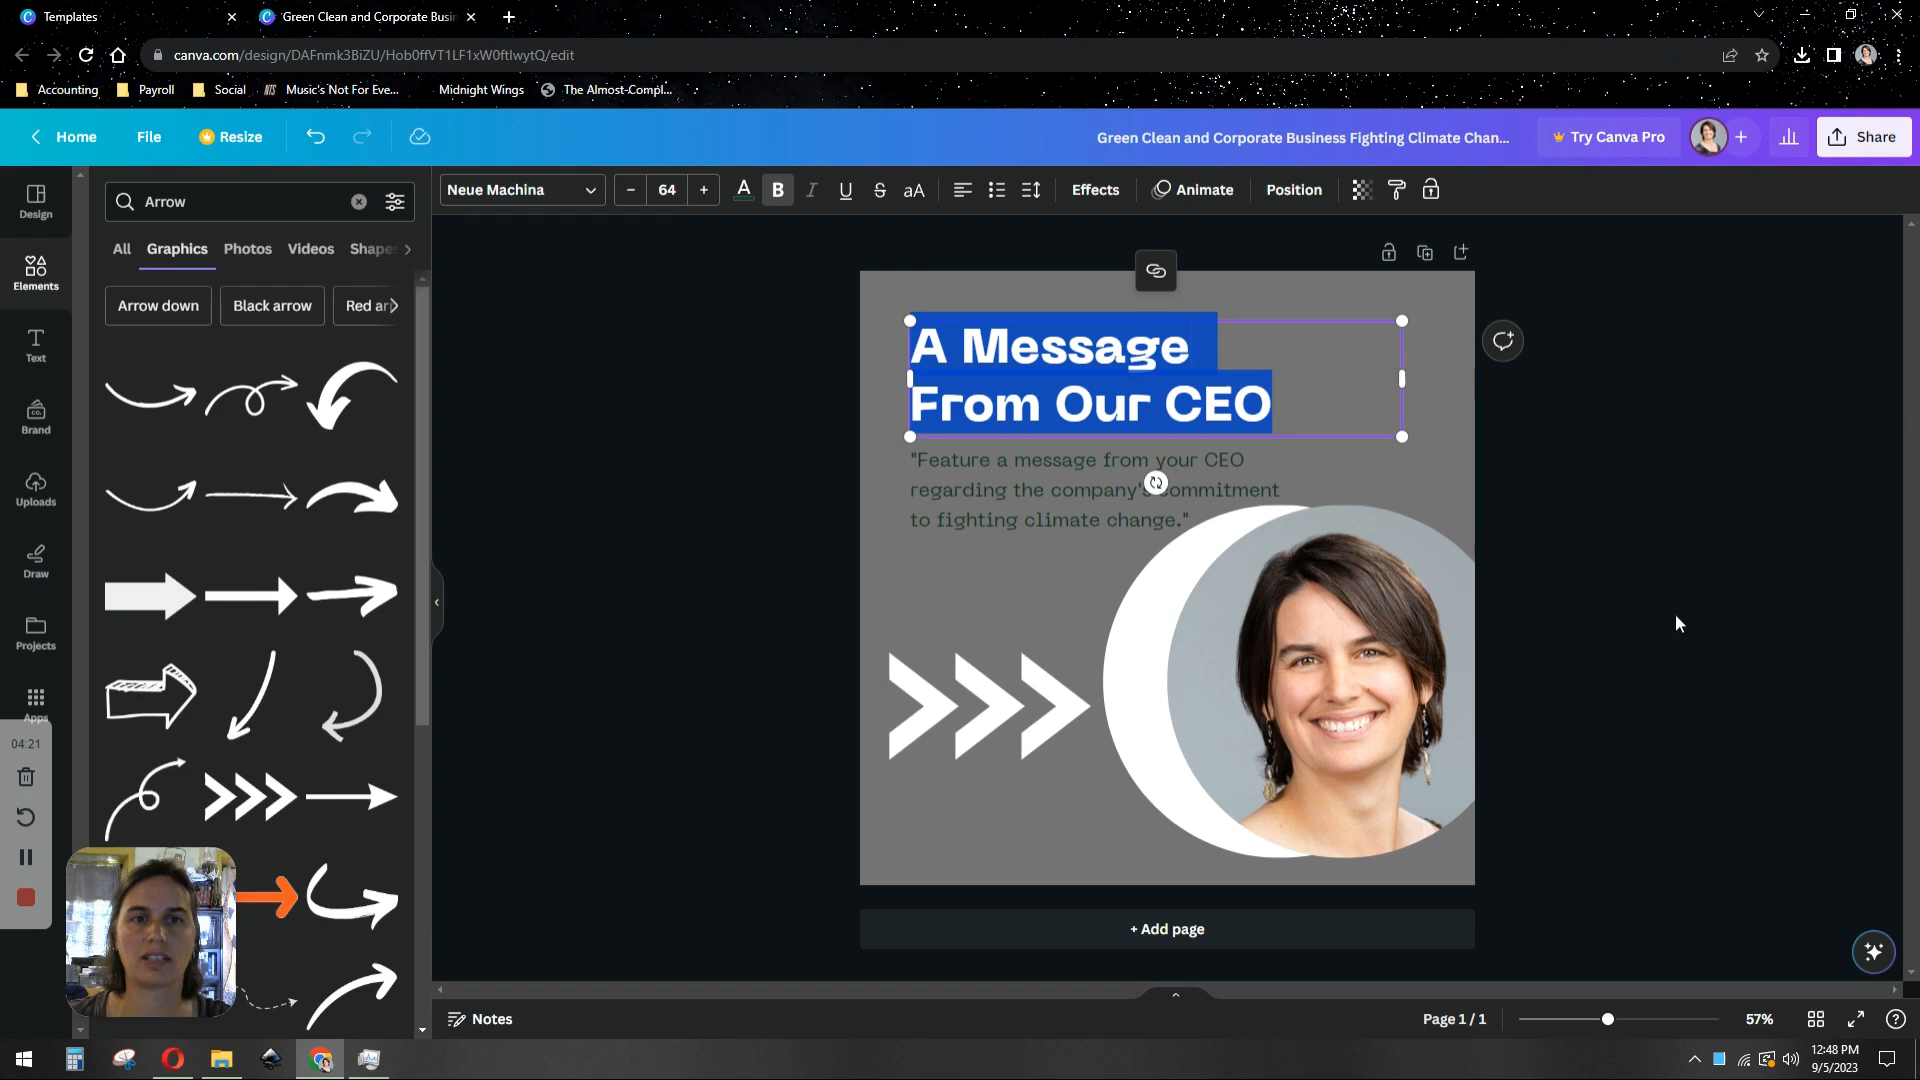 Templates
Green Clean and Corporate Busin
canva.com/design/DAFnmk3BiZU/Hob0ffVT1LF1xW0ftlwytQ/edit
Accounting
Payroll
Social
Music's Not For Eve...
Midnight Wings
The Almost-Compl...
Home
File
Resize
Green Clean and Corporate Business Fighting Climate Chan...
Try Canva Pro
Share
Design
Elements
Text
Brand
Uploads
Draw
Projects
Apps
04:21
Arrow
All
Graphics
Photos
Videos
Shapes
Arrow down
Black arrow
Red ar
Neue Machina
64
Effects
Animate
Position
A Message
From Our CEO
"Feature a message from your CEO
regarding the company's commitment
to fighting climate change."
+ Add page
Notes
Page 1 / 1
57%
12:48 PM
9/5/2023